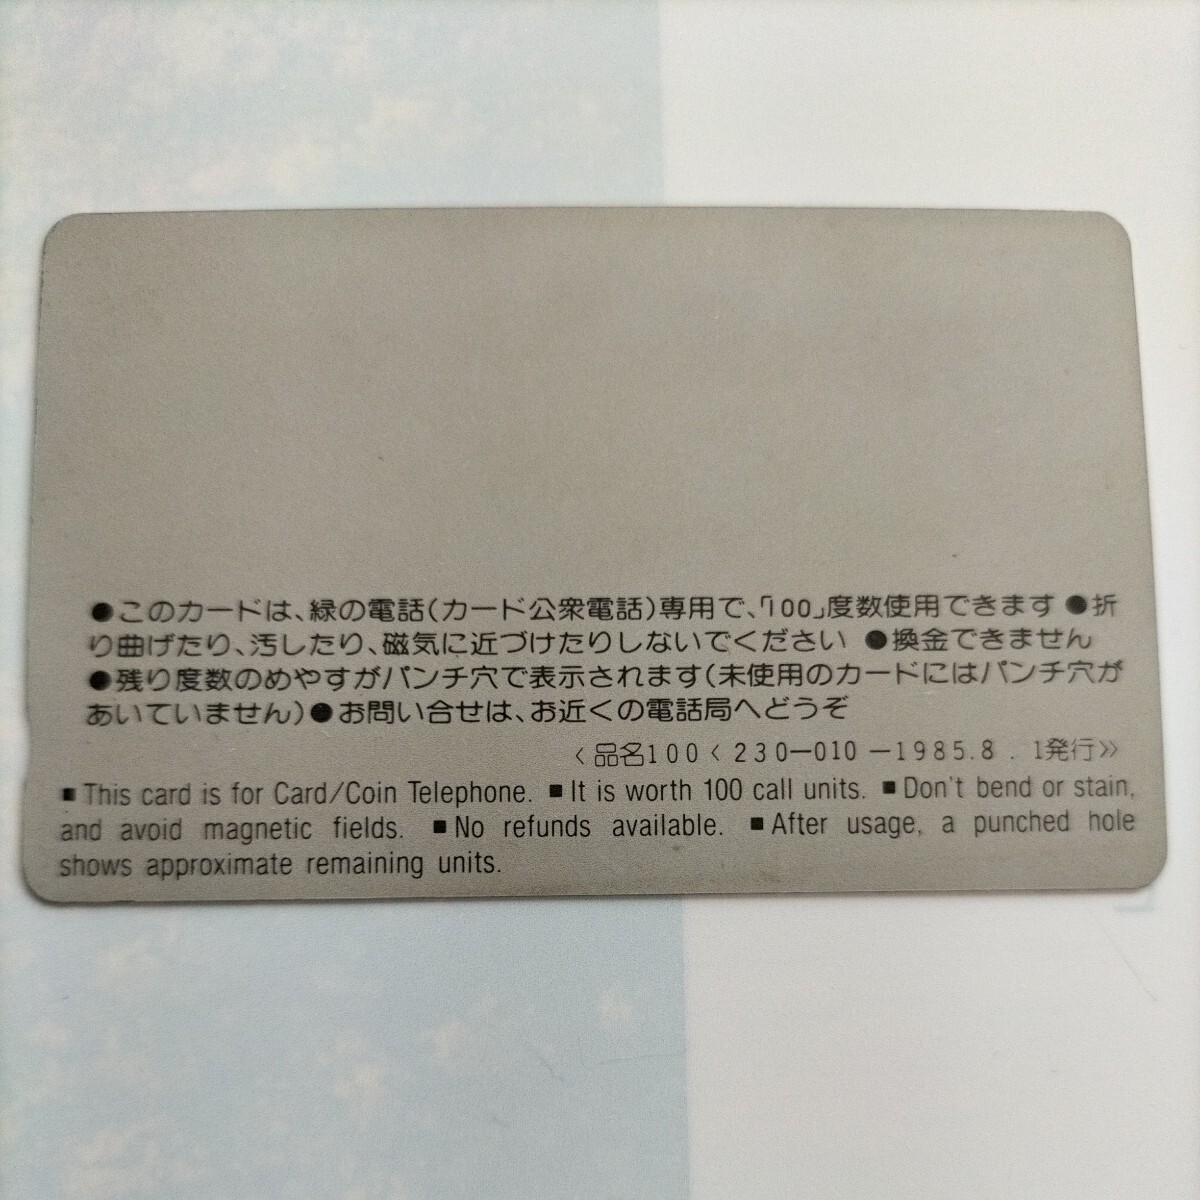 ●このカードは、緑の電話(カード公衆電話)専用で、「100」度数使用できます ●折
り曲げたり、汚したり、磁気に近づけたりしないでください ●換金できません
●残り度数のめやすがパンチ穴で表示されます(未使用のカードにはパンチ穴が
あいていません)●お問い合せは、お近くの電話局へどうぞ
〈品名100〈230—010 —1985.8 . 1発行》
■This card is for Card/Coin Telephone. ■It is worth 100 call units. ■Don't bend or stain,
and avoid magnetic fields. ■No refunds available. ■After usage, a punched hole
shows approximate remaining units.